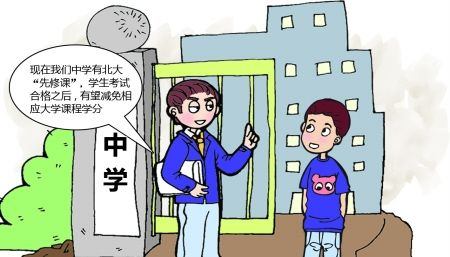 现在我们中学有北大
“先修课”，学生考试
合格之后，有望减免相
应大学课程学分
中
学